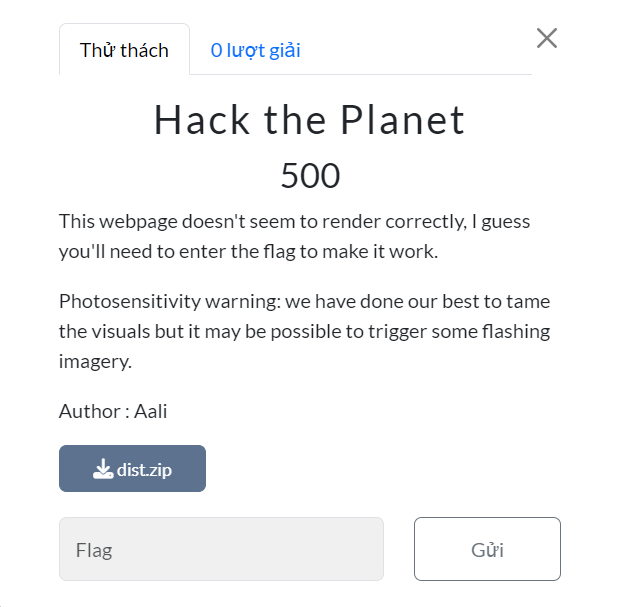 Thử thách
0 lượt giải
Hack the Planet
500
This webpage doesn't seem to render correctly, I guess
you'll need to enter the flag to make it work.
Photosensitivity warning: we have done our best to tame
the visuals but it may be possible to trigger some flashing
imagery.
Author : Aali
dist.zip
Flag
Gửi